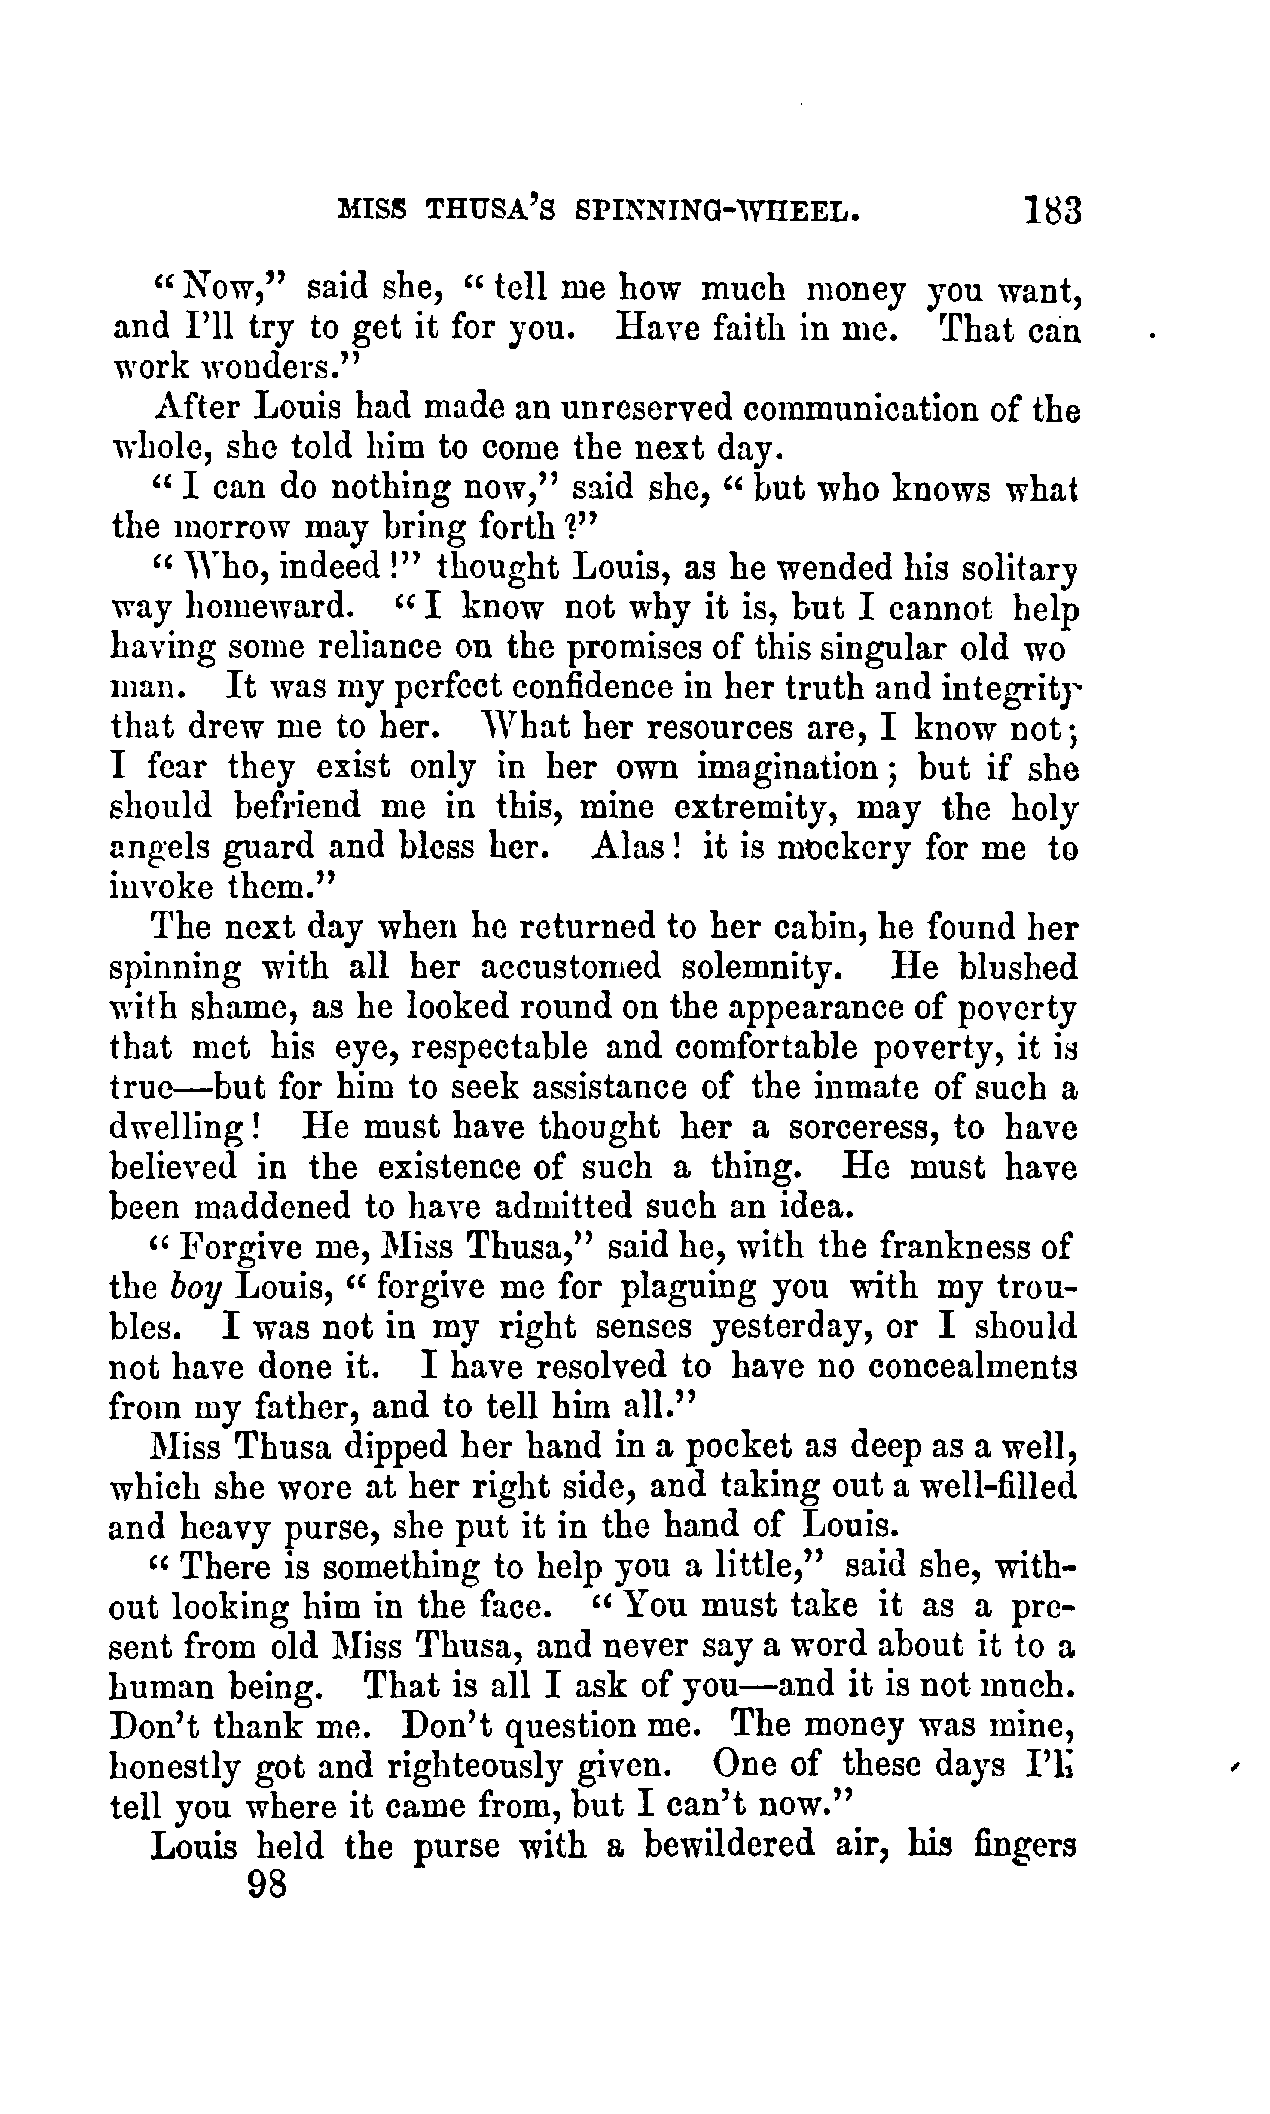 MISS THUSA'S SPINNING-WHEEL. 183
"Now," said she, "tell me how much money you want,
and I'll try to get it for you. Have faith in me. That can
work wonders."
After Louis had made an unreserved communication of the
whole, she told him to come the next day.
"I can do nothing now," said she, "but who knows what
the morrow may bring forth?"
"Who, indeed!" thought Louis, as he wended his solitary
way homeward. "I know not why it is, but I cannot help
having some reliance on the promises of this singular old wo
man. It was my perfect confidence in her truth and integrity
that drew me to her. What her resources are, I know not;
I fear they exist only in her own imagination; but if she
should befriend me in this, mine extremity, may the holy
angels guard and bless her. Alas! it is mockery for me to
invoke them."
The next day when he returned to her cabin, he found her
spinning with all her accustomed solemnity. He blushed
with shame, as he looked round on the appearance of poverty
that met his eye, respectable and comfortable poverty, it is
true—but for him to seek assistance of the inmate of such a
dwelling! He must have thought her a sorceress, to have
believed in the existence of such a thing. He must have
been maddened to have admitted such an idea.
"Forgive me, Miss Thusa," said he, with the frankness of
the boy Louis, "forgive me for plaguing you with my trou-
bles. I was not in my right senses yesterday, or I should
not have done it. I have resolved to have no concealments
from my father, and to tell him all."
Miss Thusa dipped her hand in a pocket as deep as a well,
which she wore at her right side, and taking out a well-filled
and heavy purse, she put it in the hand of Louis.
"There is something to help you a little," said she, with-
out looking him in the face. "You must take it as a pre-
sent from old Miss Thusa, and never say a word about it to a
human being. That is all I ask of you—and it is not much.
Don't thank me. Don't question me. The money was mine,
honestly got and righteously given. One of these days I'll
tell you where it came from, but I can't now."
Louis held the purse with a bewildered air, his fingers
98